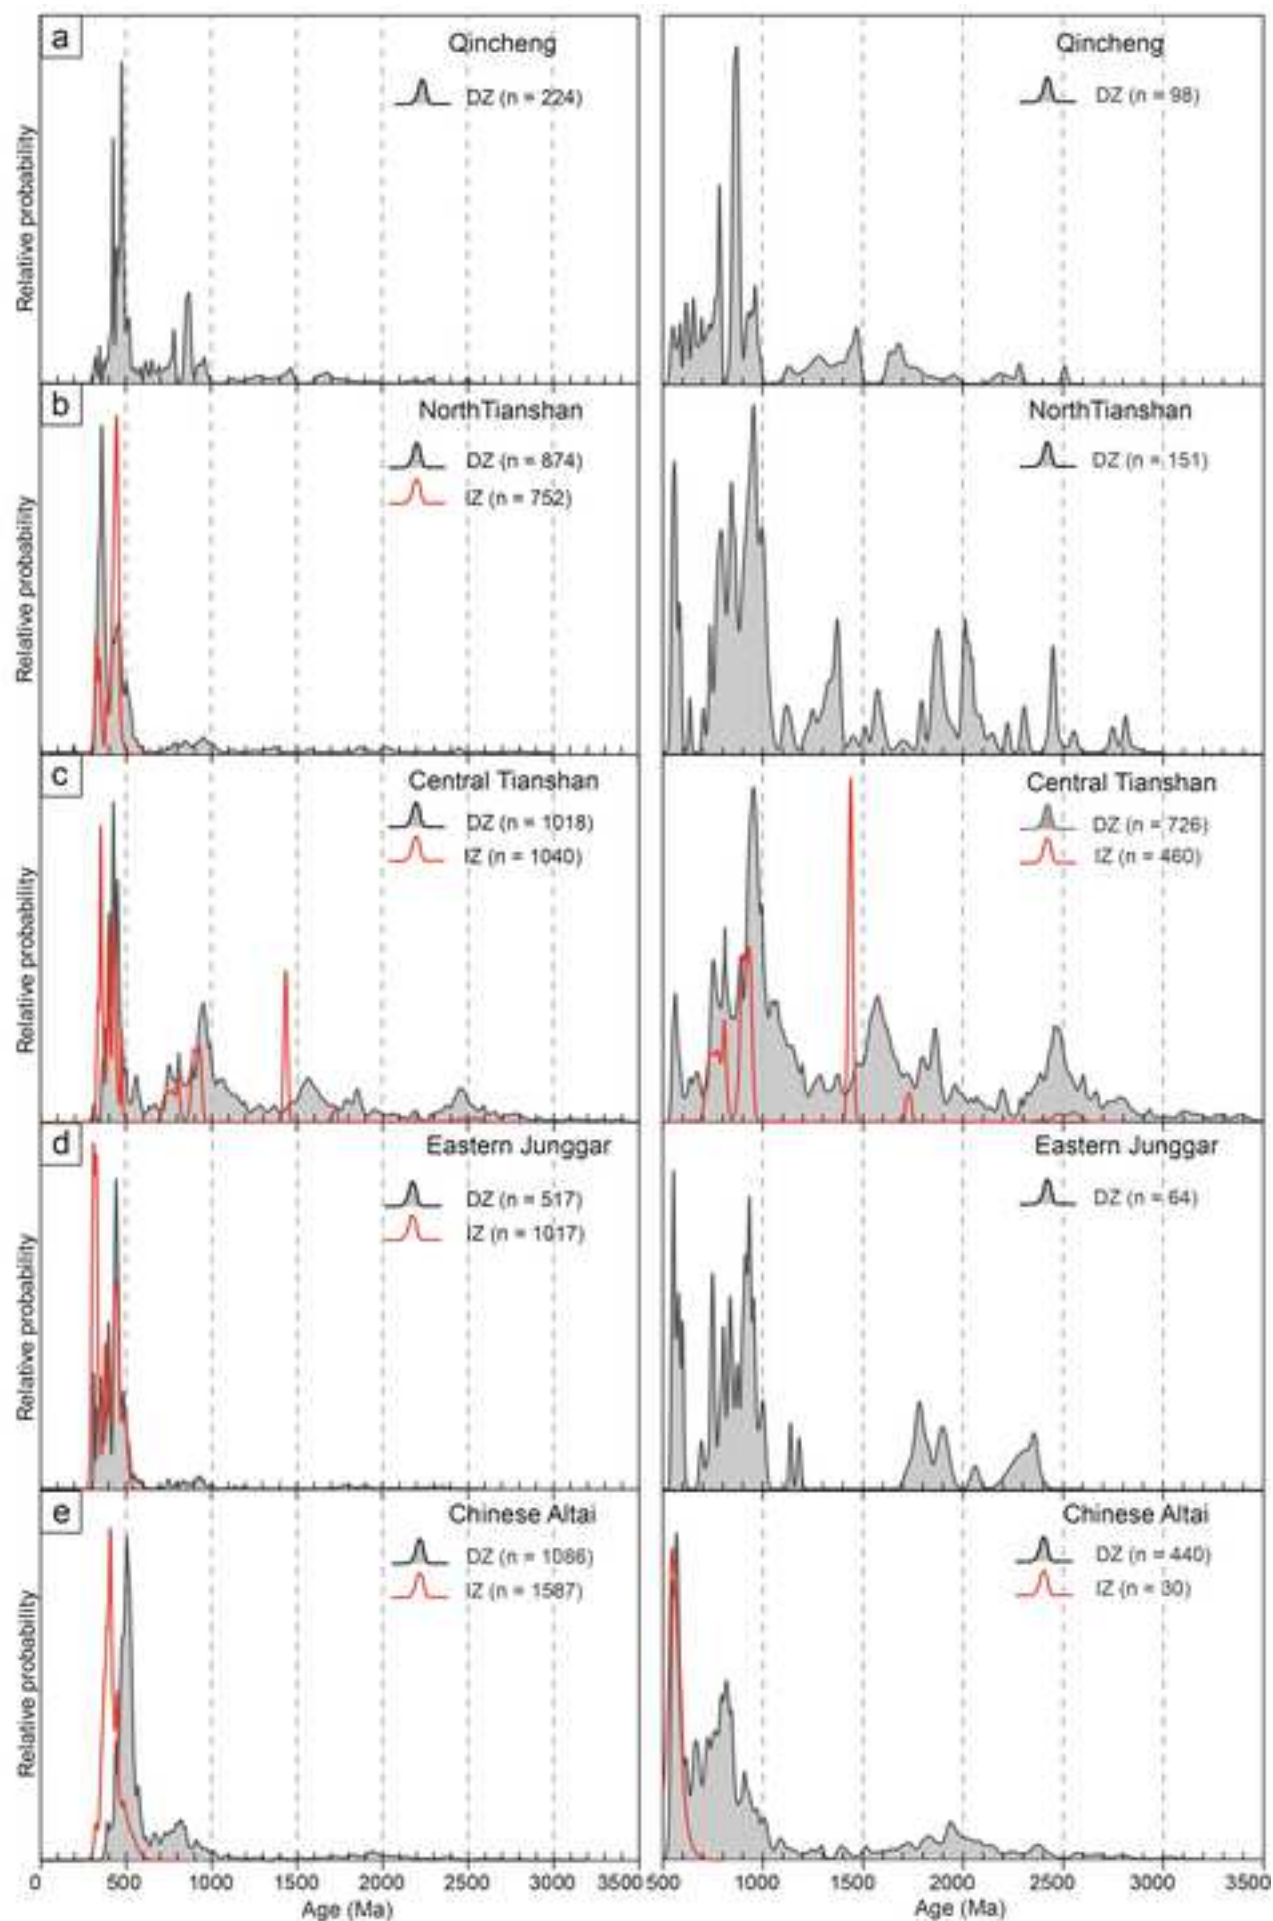 a
Qincheng
DZ (n = 224)
Relative probability
Qincheng
DZ (n = 98)
b
NorthTianshan
DZ (n = 874)
IZ (n = 752)
Relative probability
NorthTianshan
DZ (n = 151)
c
Central Tianshan
DZ (n = 1018)
IZ (n = 1040)
Relative probability
Central Tianshan
DZ (n = 726)
IZ (n = 460)
d
Eastern Junggar
DZ (n = 517)
IZ (n = 1017)
Relative probability
Eastern Junggar
DZ (n = 64)
e
Chinese Altai
DZ (n = 1086)
IZ (n = 1587)
Relative probability
Chinese Altai
DZ (n = 440)
IZ (n = 30)
0 500 1000 1500 2000 2500 3000 3500
Age (Ma)
500 1000 1500 2000 2500 3000 3500
Age (Ma)